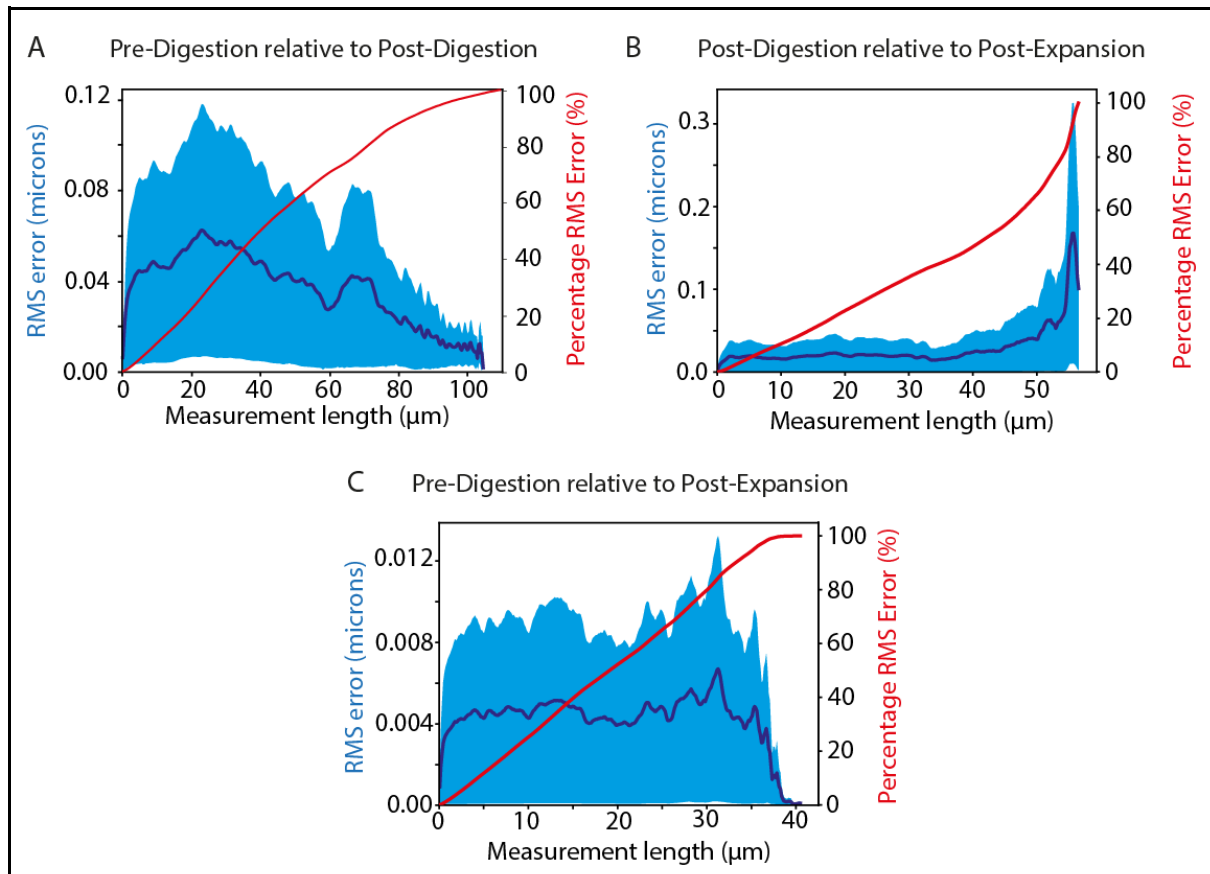 A Pre-Digestion relative to Post-Digestion
RMS error (microns)
0.12
0.08
0.04
0.00
100
80
60
40
20
0
Percentage RMS Error (%)
0 20 40 60 80 100
Measurement length (µm)
B Post-Digestion relative to Post-Expansion
RMS error (microns)
0.3
0.2
0.1
0.0
100
80
60
40
20
0
Percentage RMS Error (%)
0 10 20 30 40 50
Measurement length (µm)
C Pre-Digestion relative to Post-Expansion
RMS error (microns)
0.012
0.008
0.004
0.00
100
80
60
40
20
0
Percentage RMS Error (%)
0 10 20 30 40
Measurement length (µm)